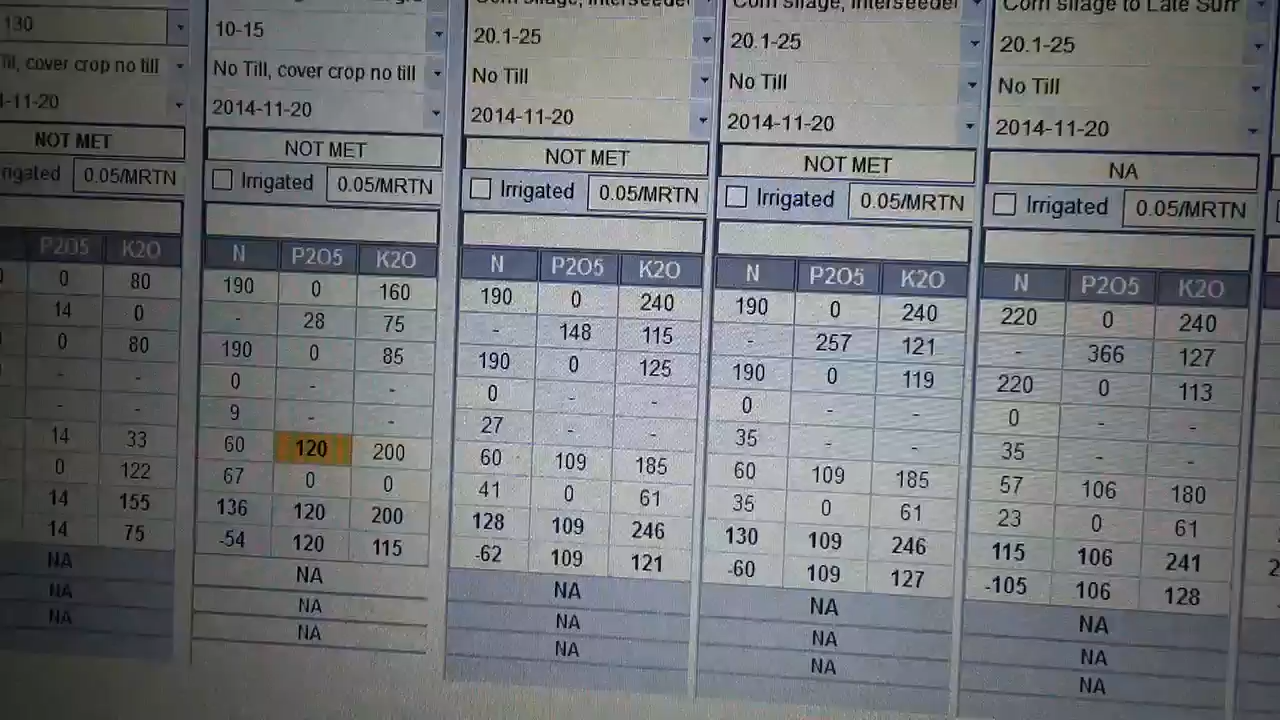 130 10-15 20.1-25 20.1-25 20.1-25
cover crop no till No Till, cover crop no till No Till No Till No Till
-11-20 2014-11-20 2014-11-20 2014-11-20 2014-11-20
NOT MET NOT MET NOT MET NOT MET NA
0.05/MRTN Irrigated 0.05/MRTN Irrigated 0.05/MRTN Irrigated 0.05/MRTN Irrigated 0.05/MRTN
P2O5 K2O N P2O5 K2O N P2O5 K2O N P2O5 K2O N P2O5 K2O
0 80 190 0 160 190 0 240 190 0 240 220 0 240
14 0 - 28 75 - 148 115 - 257 121 - 366 127
0 80 190 0 85 190 0 125 190 0 119 220 0 113
- - 0 - - 0 - - 0 - - 0 - -
- - 9 - - 27 - - 35 - - 35 - -
14 33 60 120 200 60 109 185 60 109 185 57 106 180
0 122 67 0 0 41 0 61 35 0 61 23 0 61
14 155 136 120 200 128 109 246 130 109 246 115 106 241
14 75 -54 120 115 -62 109 121 -60 109 127 -105 106 128
NA NA NA NA NA
NA NA NA NA NA
NA NA NA NA NA